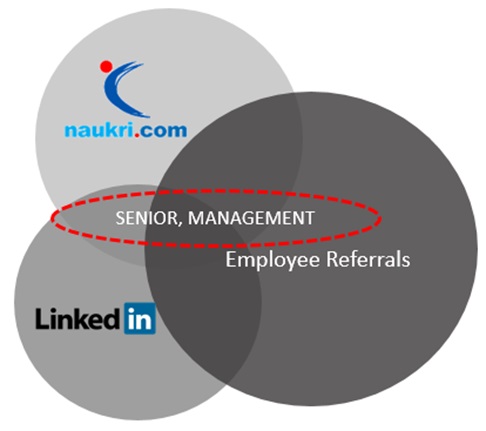 naukri.com
SENIOR, MANAGEMENT
Employee Referrals
Linked in